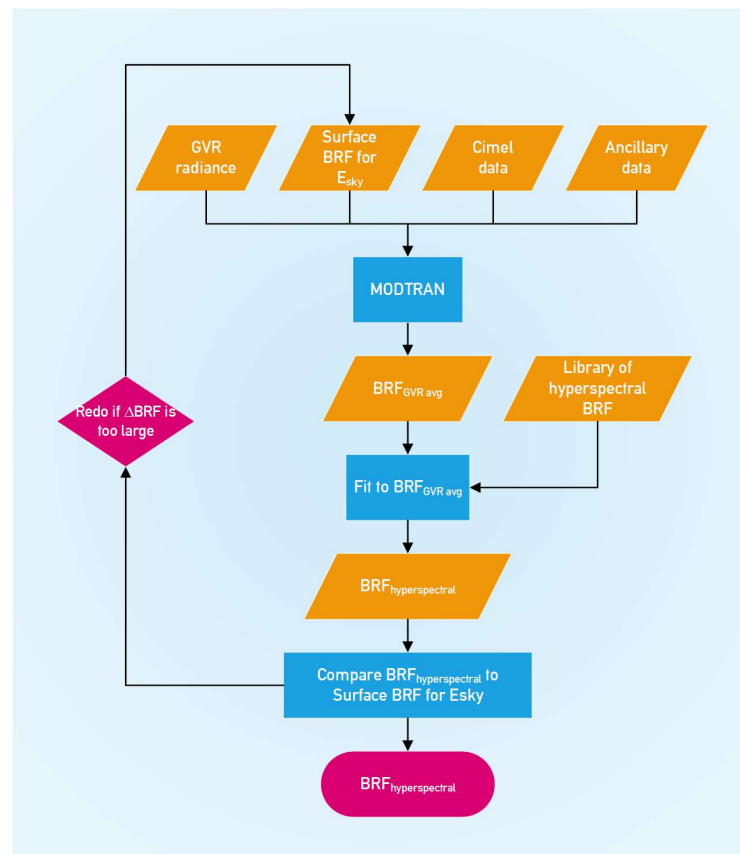 GVR
radiance
Surface
BRF for
Esky
Cimel
data
Ancillary
data
MODTRAN
BRFGVR avg
Library of
hyperspectral
BRF
Redo if ΔBRF is
too large
Fit to BRFGVR avg
BRFhyperspectral
Compare BRFhyperspectral to
Surface BRF for Esky
BRFhyperspectral